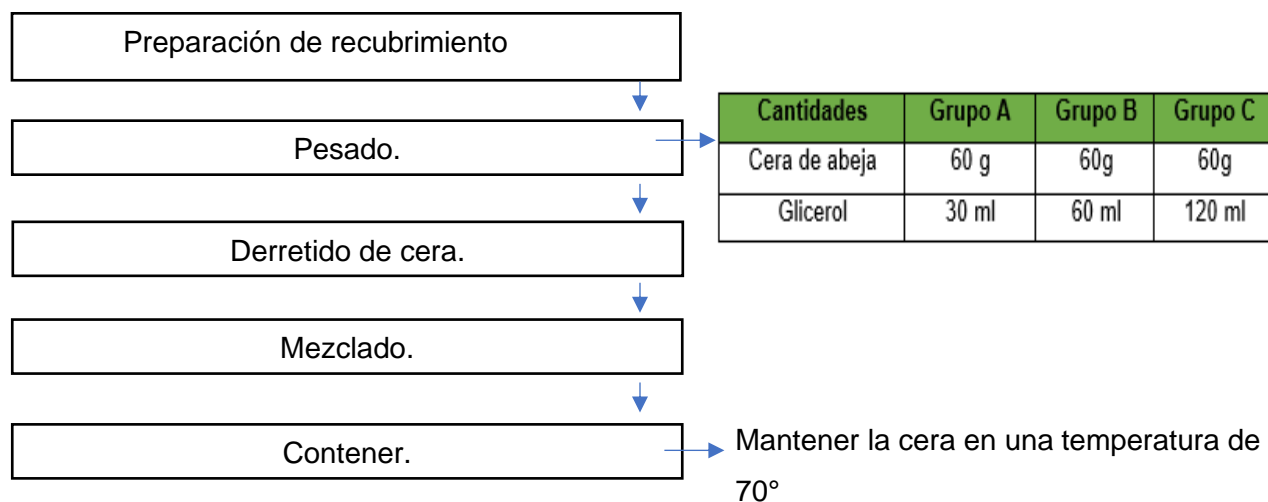 Preparación de recubrimiento
Pesado.
Cantidades Grupo A Grupo B Grupo C
Cera de abeja 60 g 60g 60g
Glicerol 30 ml 60 ml 120 ml
Derretido de cera.
Mezclado.
Contener.
Mantener la cera en una temperatura de
70°